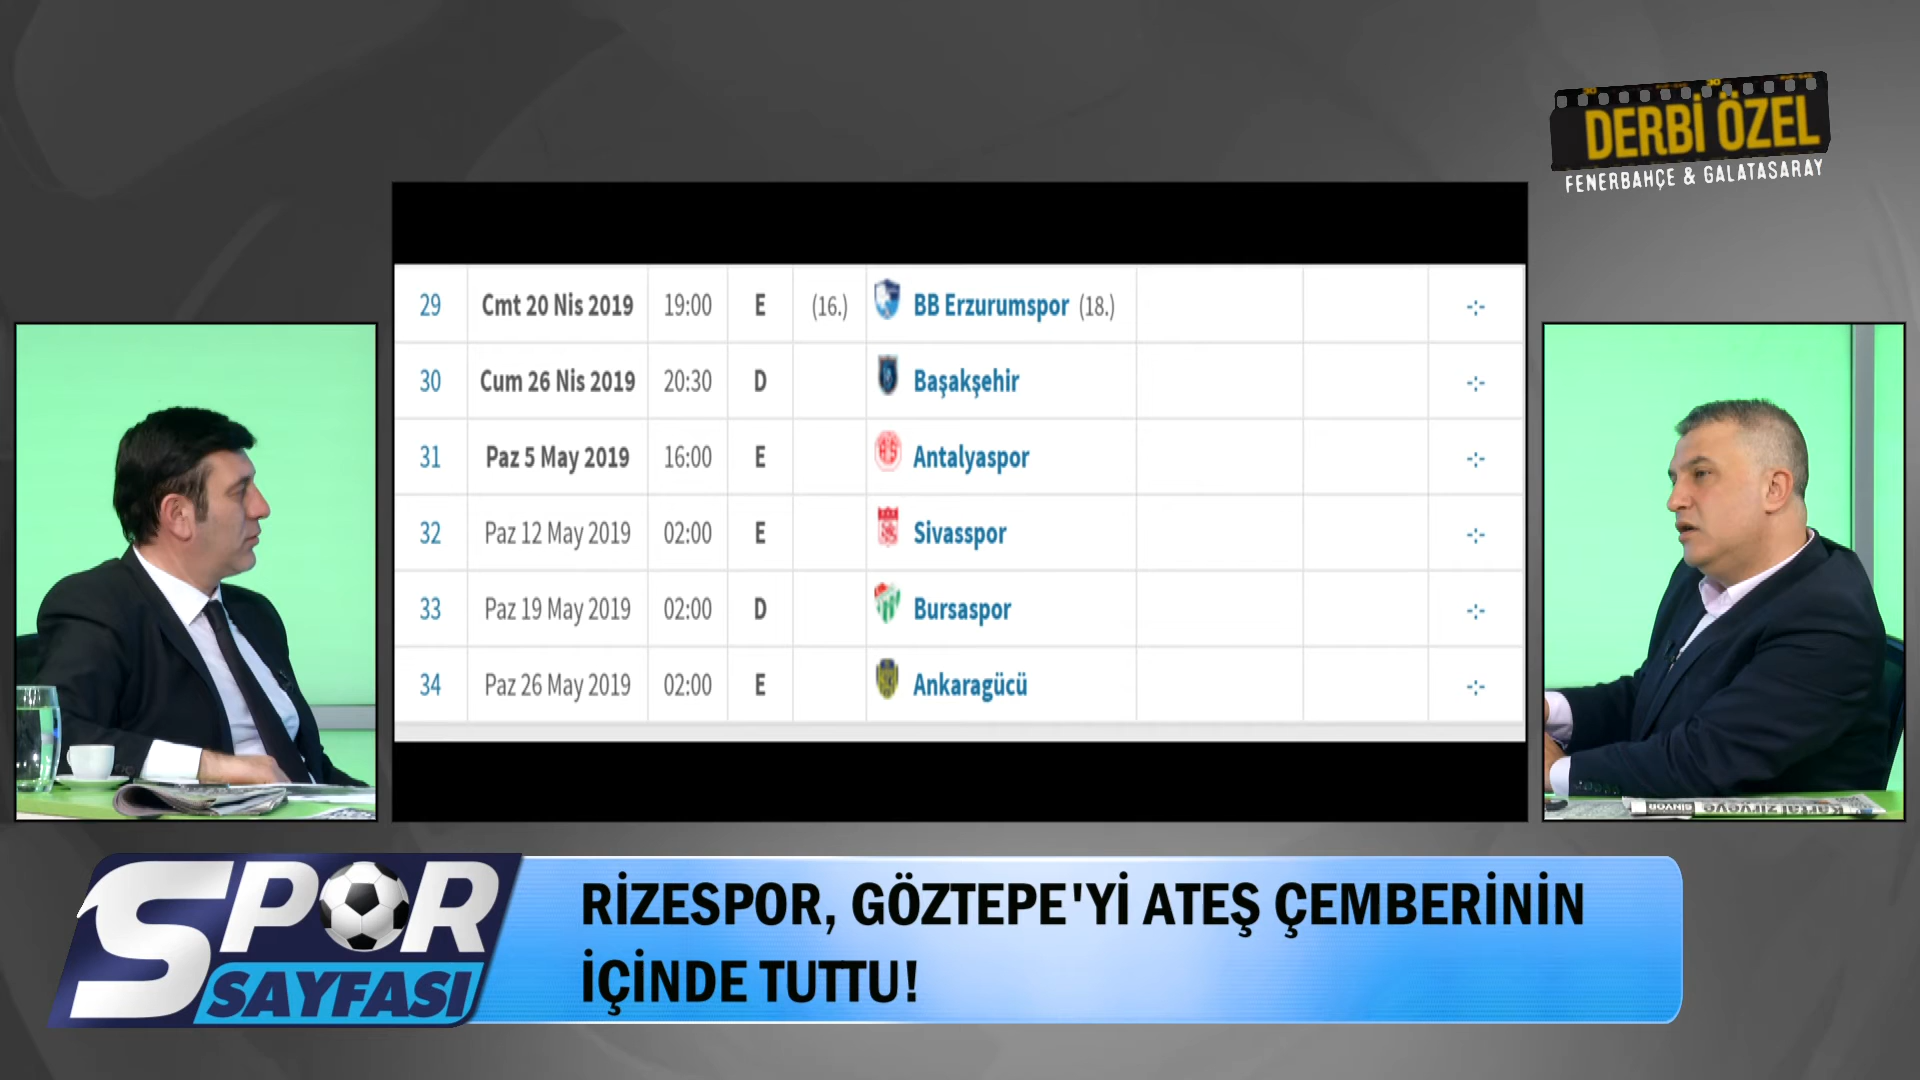 DERBİ ÖZEL
FENERBAHÇE & GALATASARAY
29 Cmt 20 Nis 2019 19:00 E (16.) BB Erzurumspor (18.) -:-
30 Cum 26 Nis 2019 20:30 D Başakşehir -:-
31 Paz 5 May 2019 16:00 E Antalyaspor -:-
32 Paz 12 May 2019 02:00 E Sivasspor -:-
33 Paz 19 May 2019 02:00 D Bursaspor -:-
34 Paz 26 May 2019 02:00 E Ankaragücü -:-
SPOR
SAYFASI
RİZESPOR, GÖZTEPE'Yİ ATEŞ ÇEMBERİNİN
İÇİNDE TUTTU!